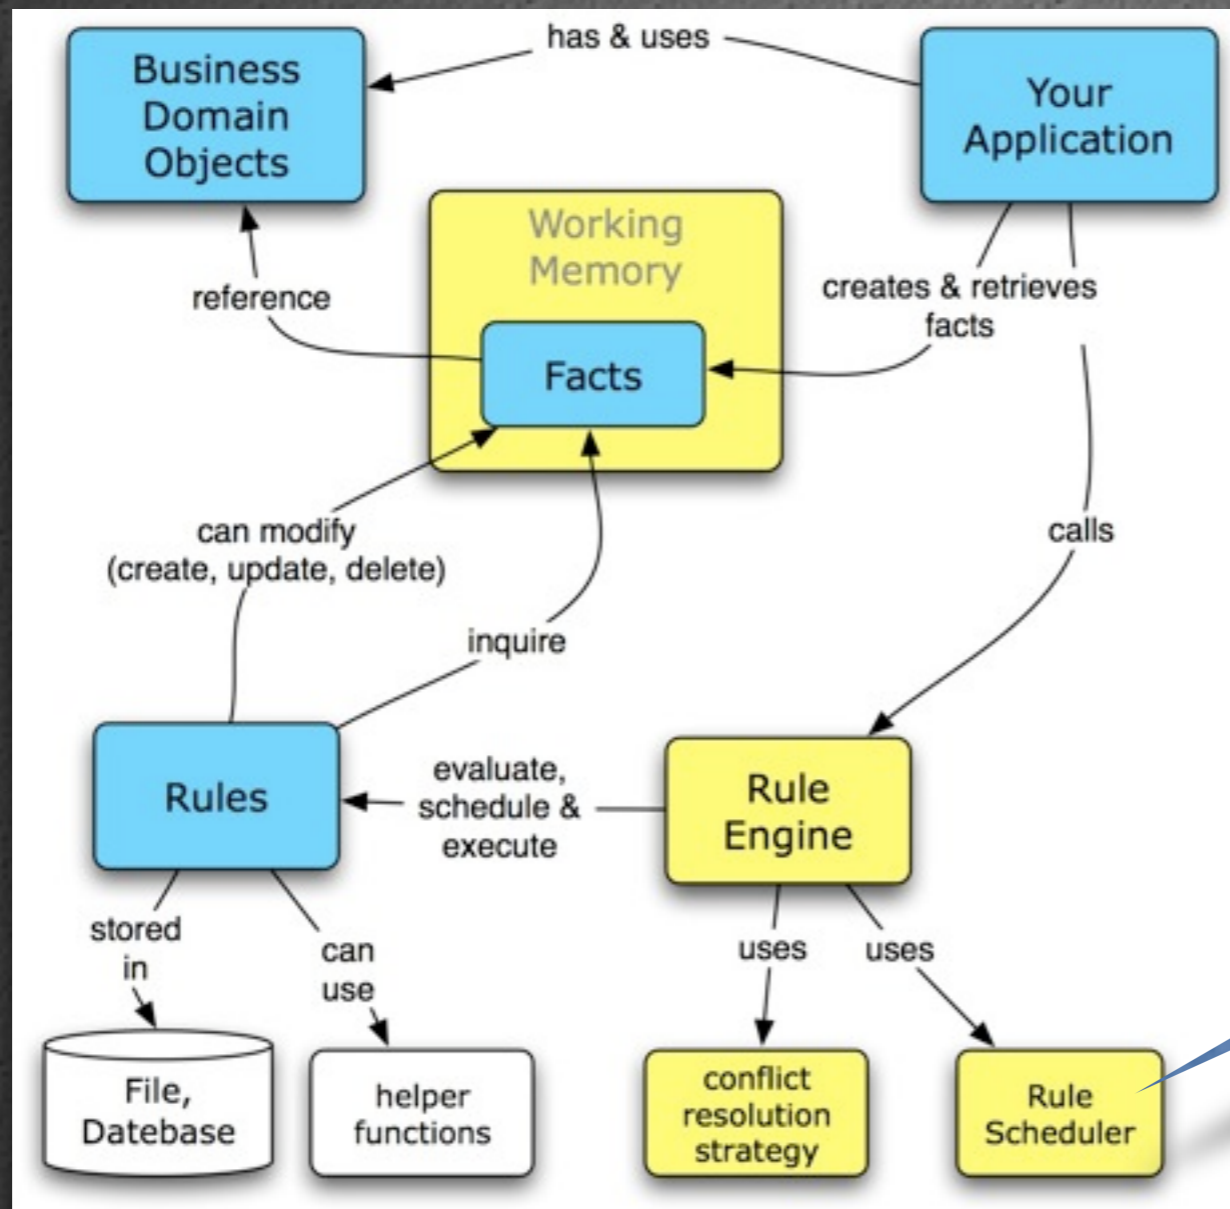 has & uses
Business
Domain
Objects
Your
Application
Working
Memory
reference
creates & retrieves
facts
Facts
can modify
(create, update, delete)
calls
inquire
Rules
evaluate,
schedule &
execute
Rule
Engine
stored
in
can
use
uses
uses
File,
Datebase
helper
functions
conflict
resolution
strategy
Rule
Scheduler